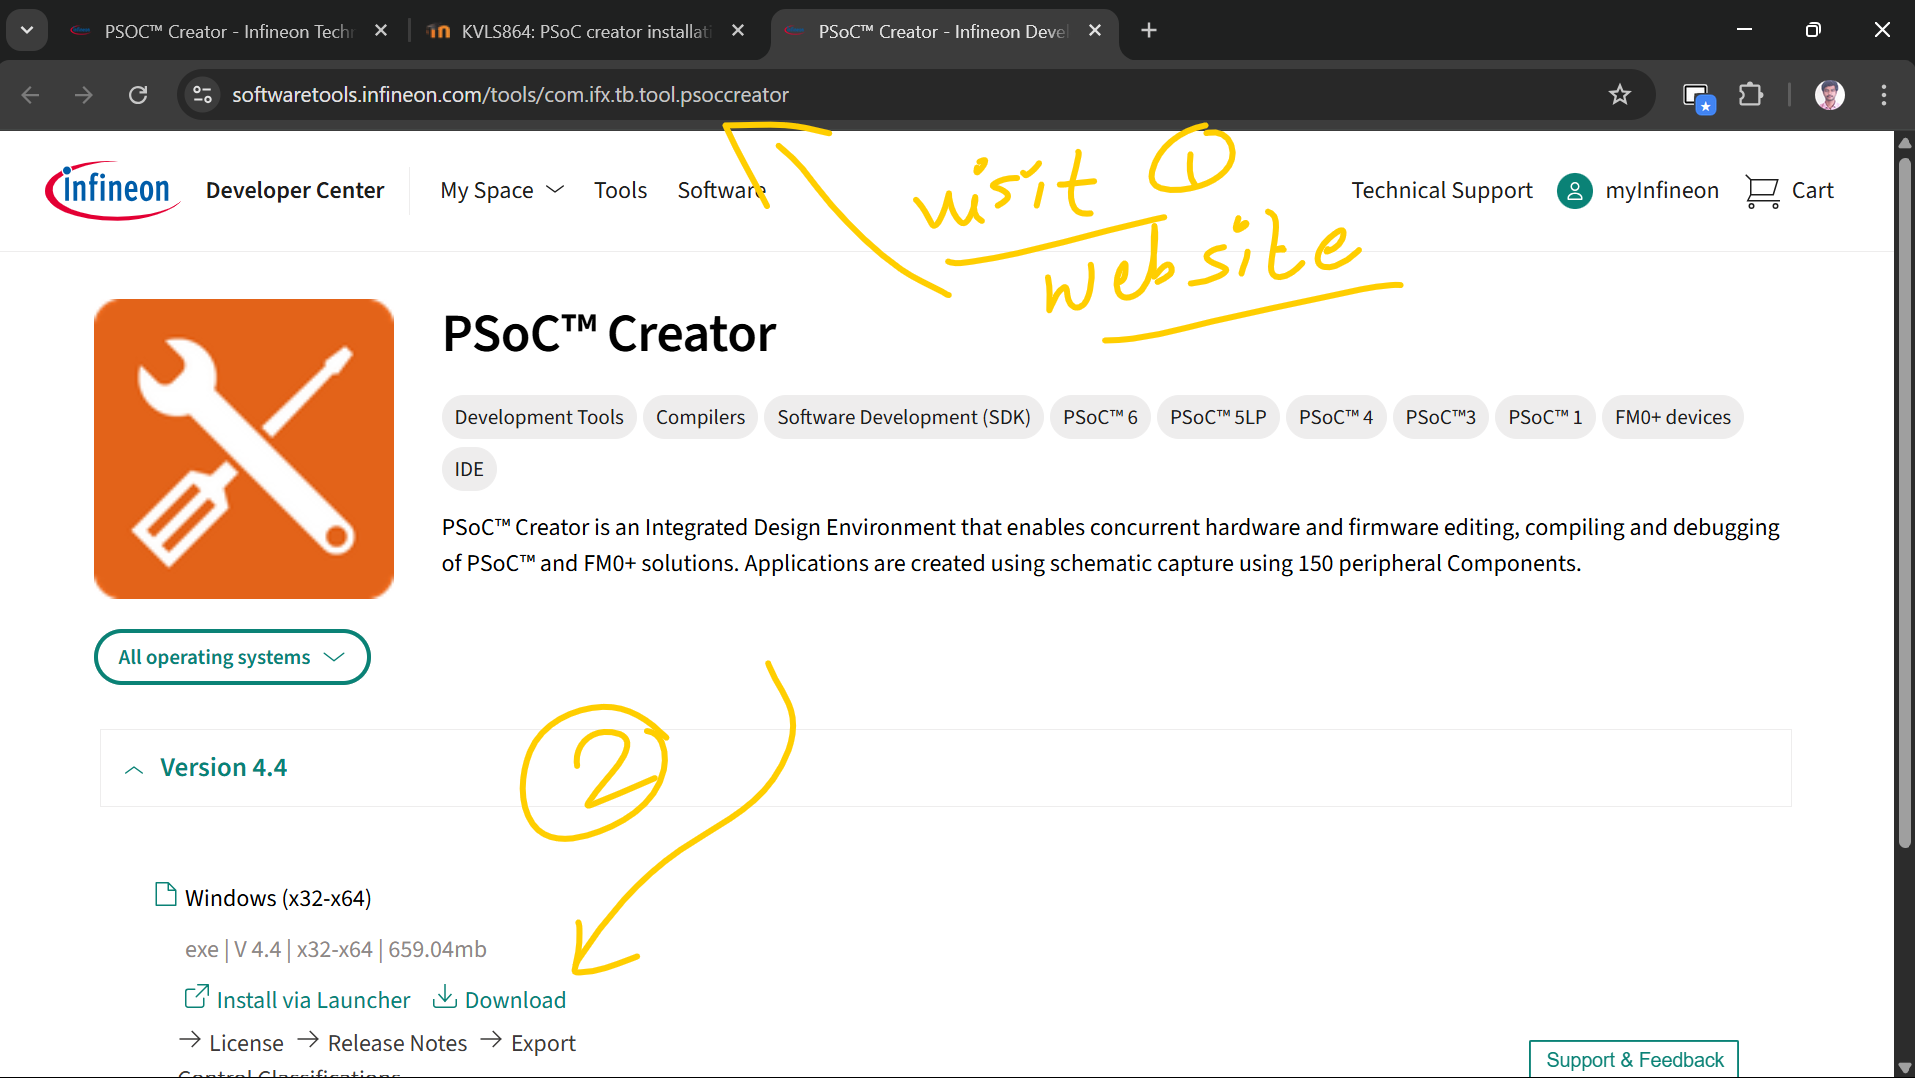 PSOC™ Creator - Infineon Techn
KVLS864: PSoC creator installati
PSoC™ Creator - Infineon Devel
softwaretools.infineon.com/tools/com.ifx.tb.tool.psoccreator
visit 1
website
infineon
Developer Center
My Space
Tools
Software
Technical Support
myInfineon
Cart
PSoC™ Creator
Development Tools
Compilers
Software Development (SDK)
PSoC™ 6
PSoC™ 5LP
PSoC™ 4
PSoC™3
PSoC™ 1
FM0+ devices
IDE
PSoC™ Creator is an Integrated Design Environment that enables concurrent hardware and firmware editing, compiling and debugging
of PSoC™ and FM0+ solutions. Applications are created using schematic capture using 150 peripheral Components.
All operating systems
2
Version 4.4
Windows (x32-x64)
exe | V 4.4 | x32-x64 | 659.04mb
Install via Launcher
Download
License
Release Notes
Export
Control Classifications
Support & Feedback